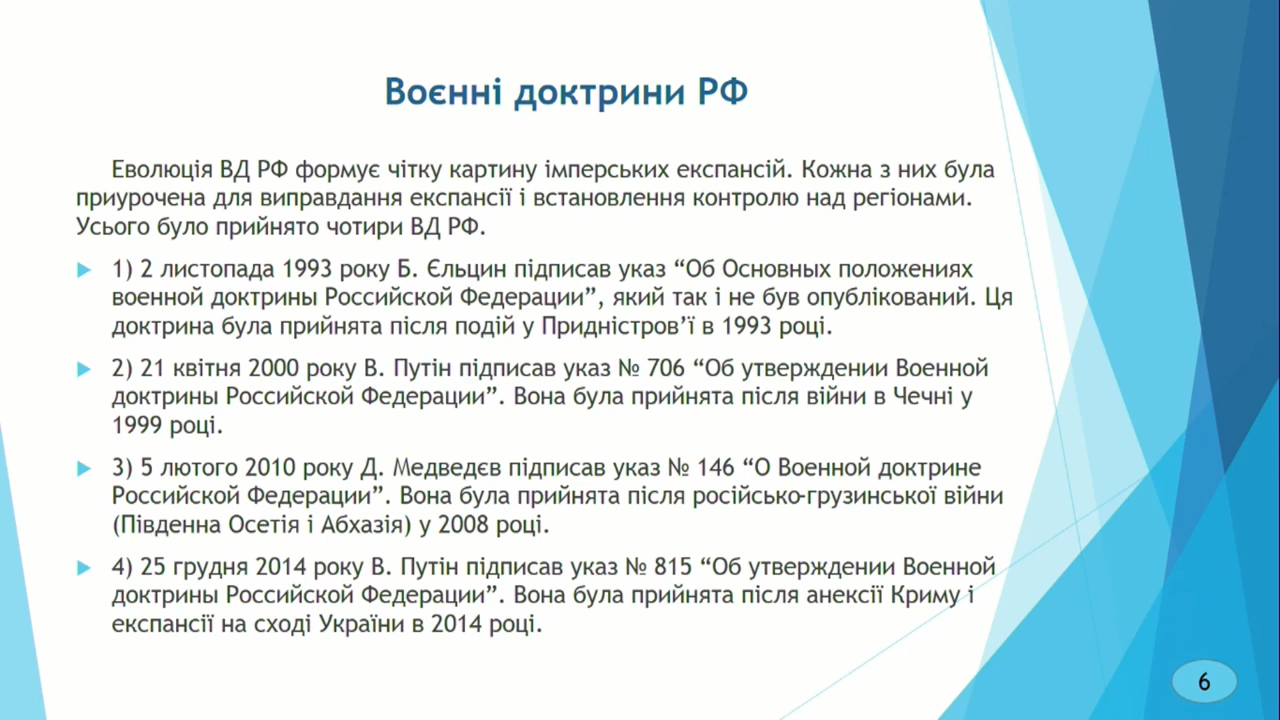 Воєнні доктрини РФ
Еволюція ВД РФ формує чітку картину імперських експансій. Кожна з них була
приурочена для виправдання експансії і встановлення контролю над регіонами.
Усього було прийнято чотири ВД РФ.
1) 2 листопада 1993 року Б. Єльцин підписав указ “Об Основных положениях
военной доктрины Российской Федерации”, який так і не був опублікований. Ця
доктрина була прийнята після подій у Придністров’ї в 1993 році.
2) 21 квітня 2000 року В. Путін підписав указ № 706 “Об утверждении Военной
доктрины Российской Федерации”. Вона була прийнята після війни в Чечні у
1999 році.
3) 5 лютого 2010 року Д. Медведєв підписав указ № 146 “О Военной доктрине
Российской Федерации”. Вона була прийнята після російсько-грузинської війни
(Південна Осетія і Абхазія) у 2008 році.
4) 25 грудня 2014 року В. Путін підписав указ № 815 “Об утверждении Военной
доктрины Российской Федерации”. Вона була прийнята після анексії Криму і
експансії на сході України в 2014 році.
6